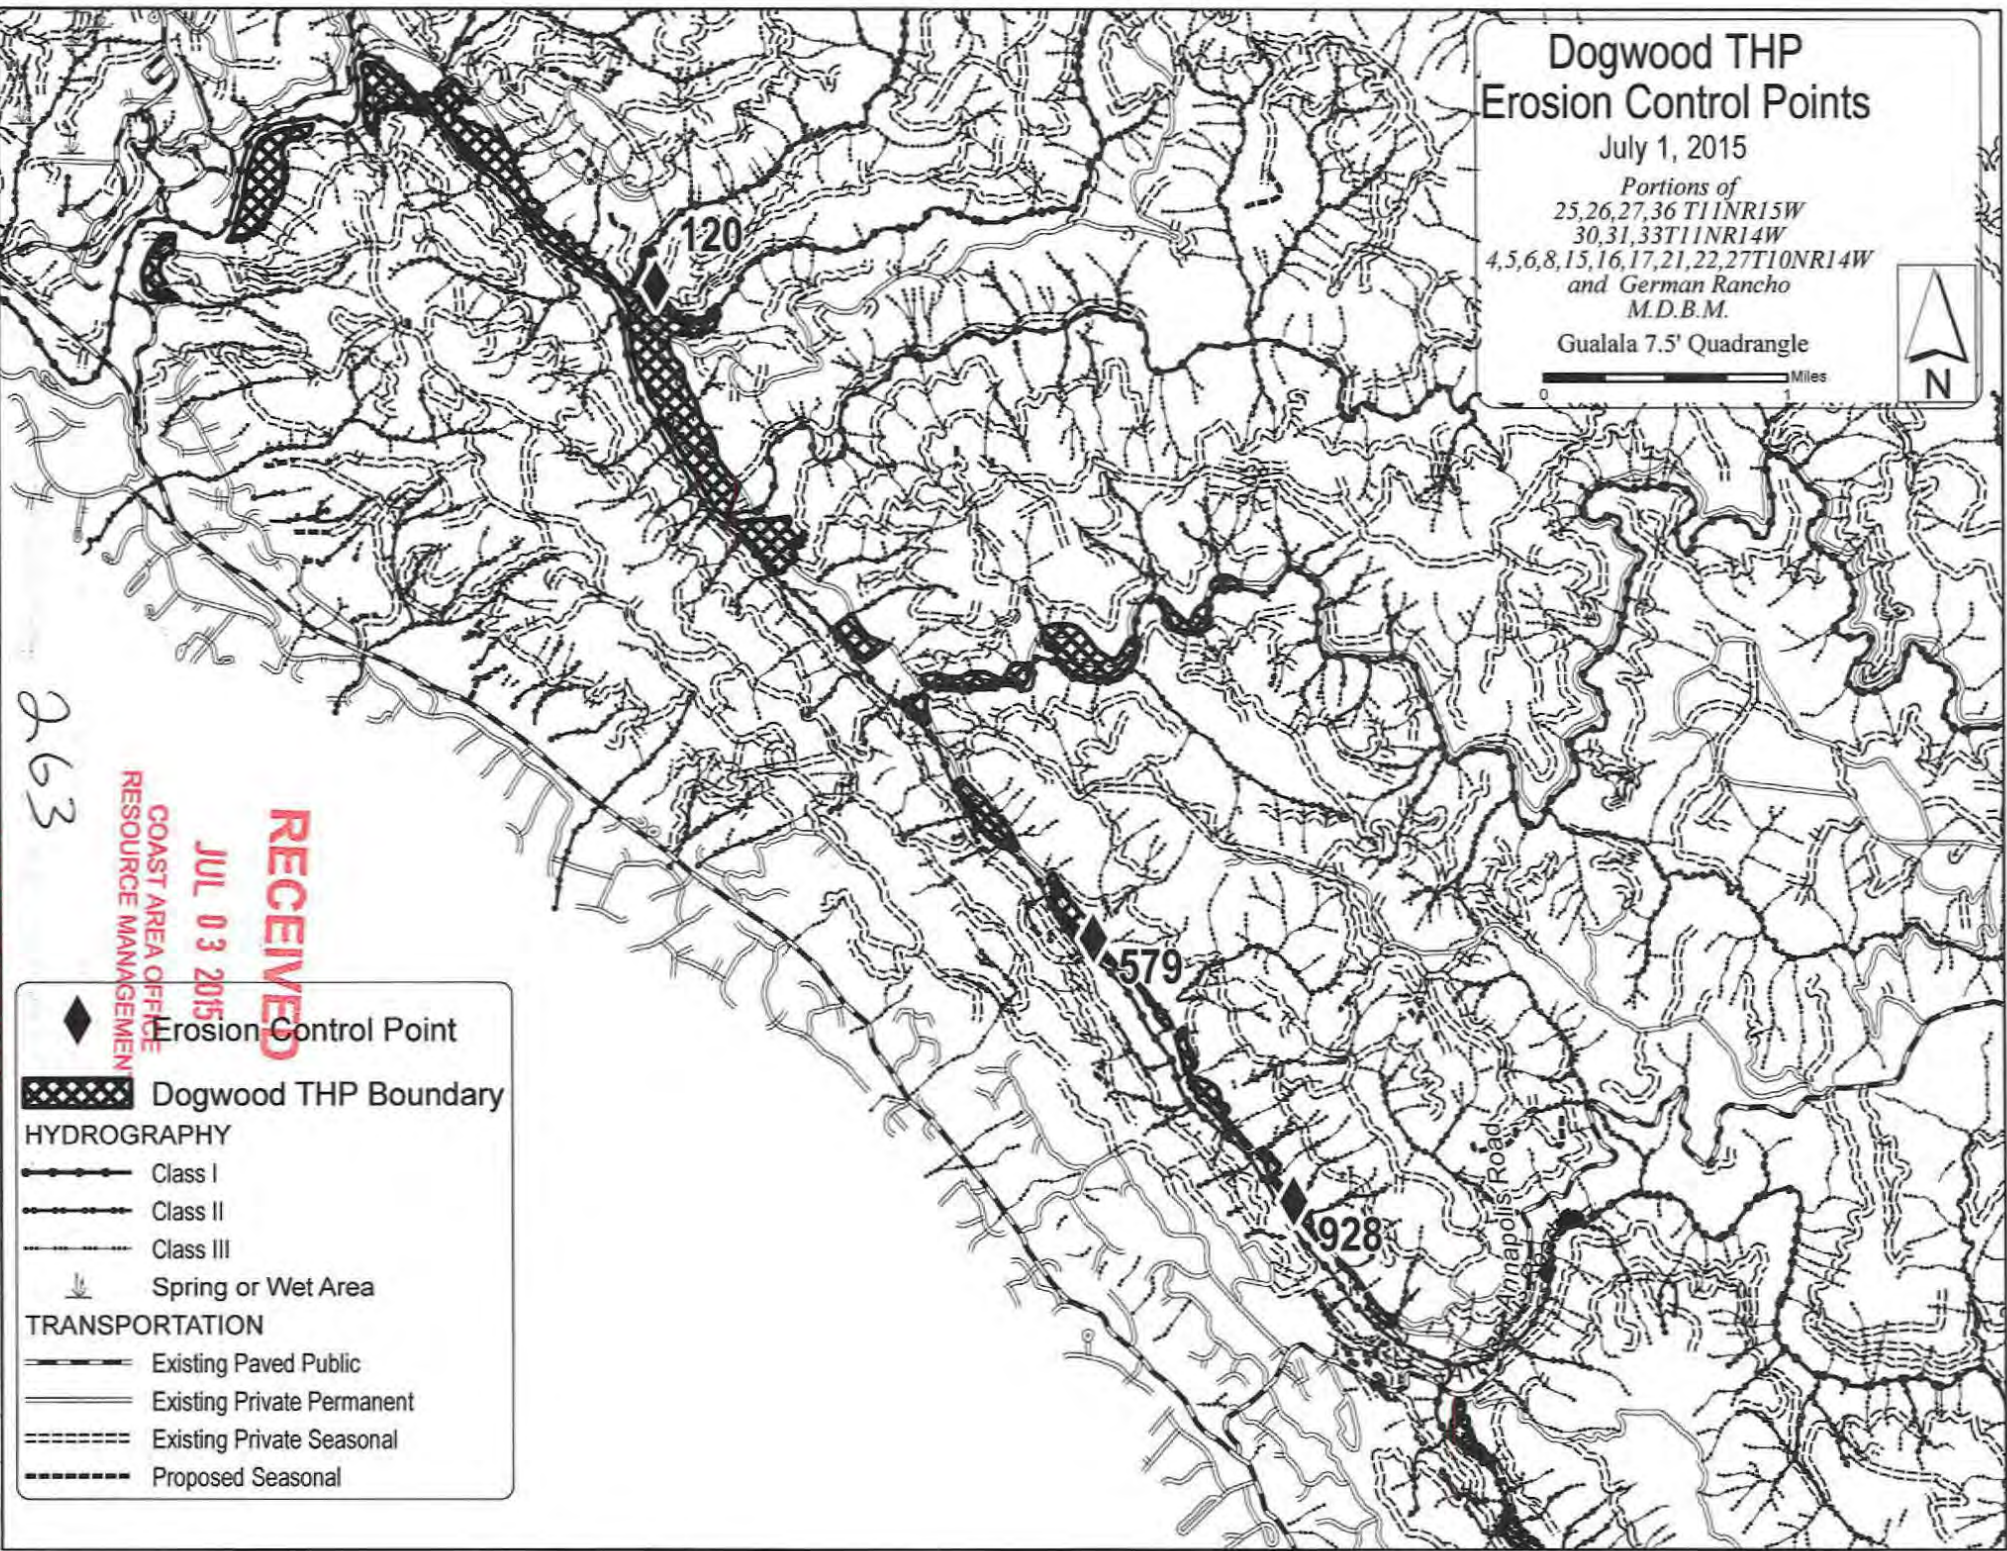 Dogwood THP
Erosion Control Points
July 1, 2015
Portions of
25,26,27,36 T11NR15W
30,31,33T11NR14W
4,5,6,8,15,16,17,21,22,27T10NR14W
and German Rancho
M.D.B.M.
Gualala 7.5' Quadrangle
Miles
0 1
N
120
579
928
Annapolis Road
263
RECEIVED
JUL 03 2015
COAST AREA OFFICE
RESOURCE MANAGEMEN
Erosion Control Point
Dogwood THP Boundary
HYDROGRAPHY
Class I
Class II
Class III
Spring or Wet Area
TRANSPORTATION
Existing Paved Public
Existing Private Permanent
Existing Private Seasonal
Proposed Seasonal